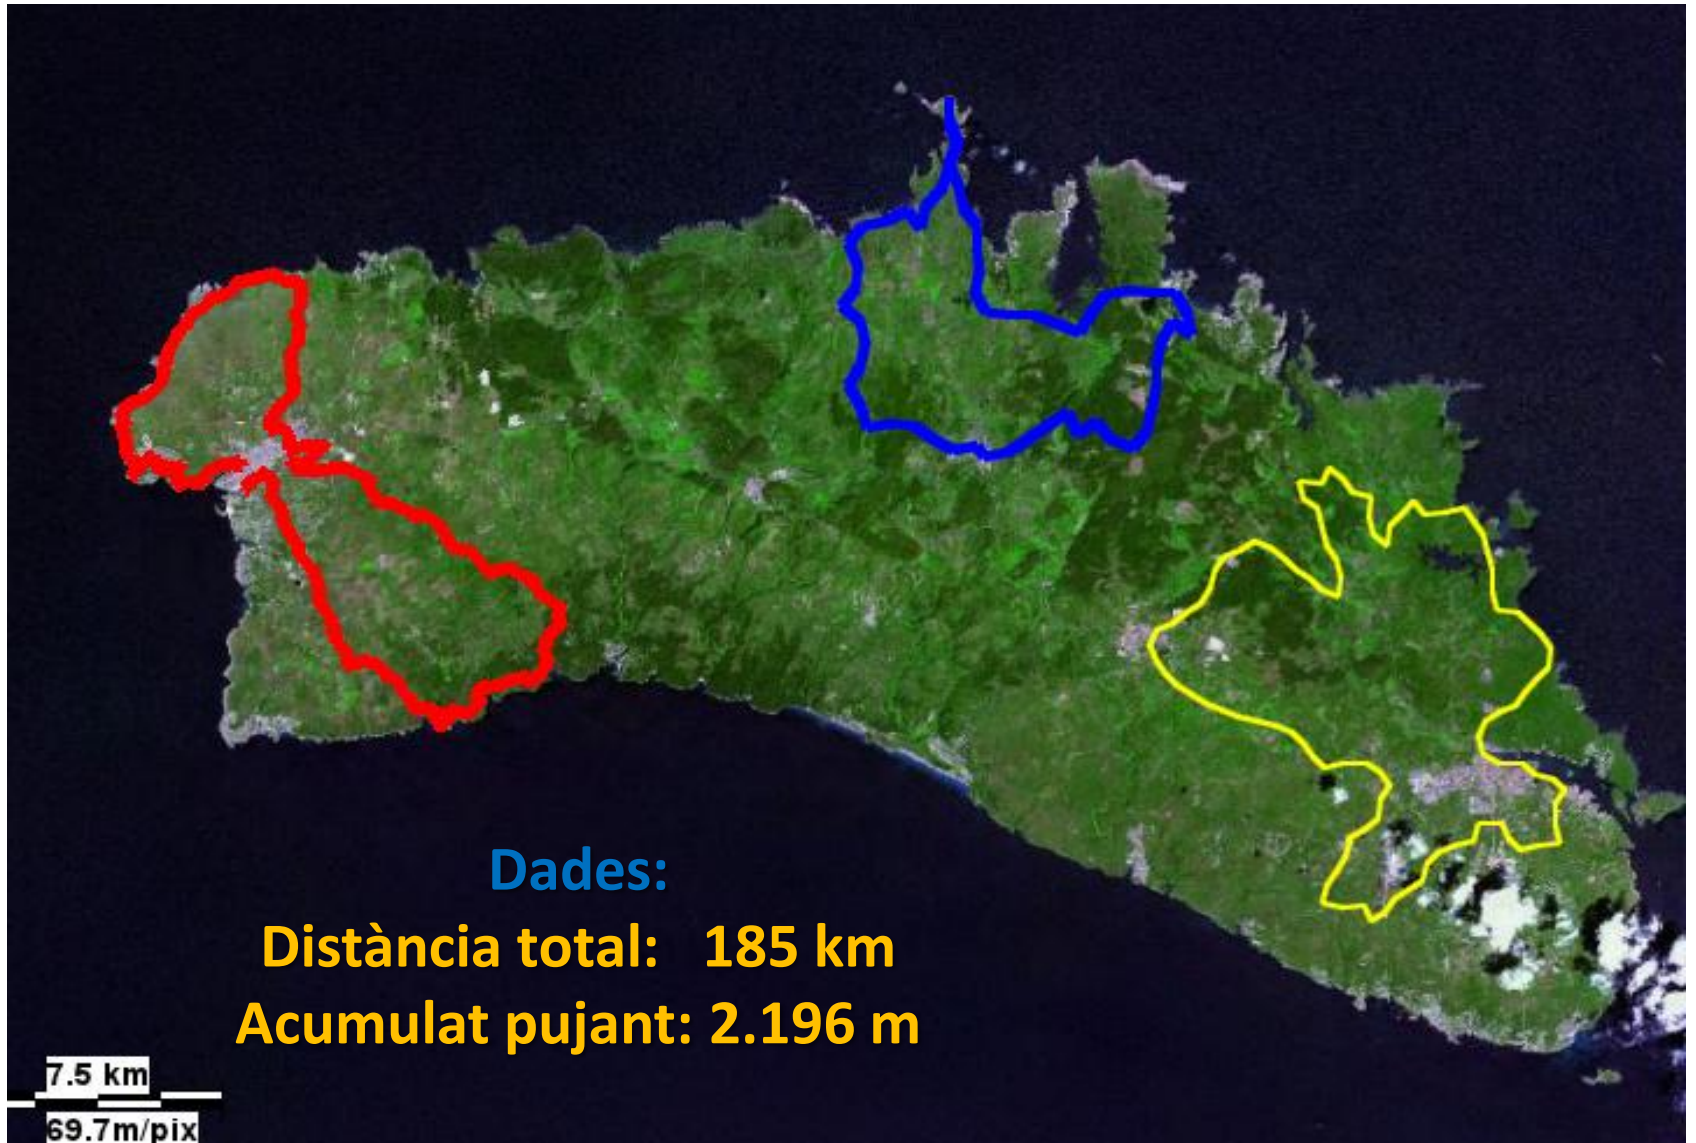 Dades:
Distància total: 185 km
Acumulat pujant: 2.196 m
7.5 km
69.7m/pix